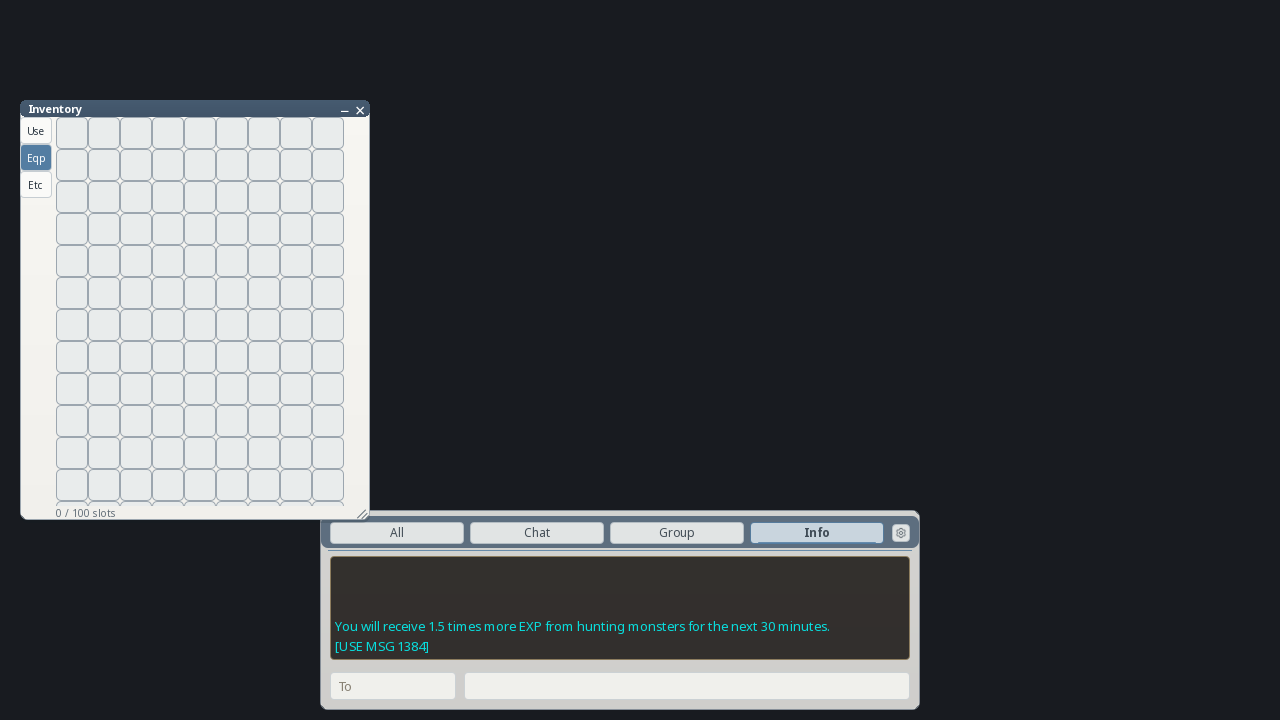 Inventory
Use
Eqp
Etc
0 / 100 slots
All
Chat
Group
Info
You will receive 1.5 times more EXP from hunting monsters for the next 30 minutes.
[USE MSG 1384]
To